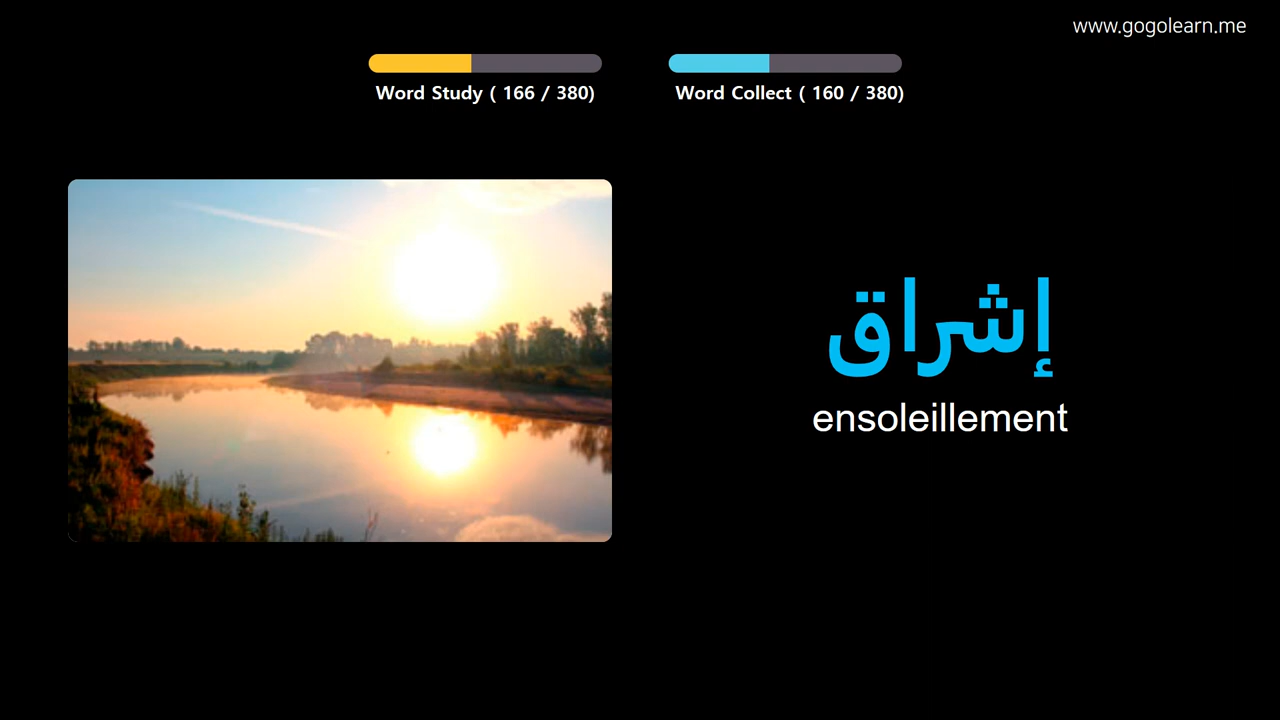 www.gogolearn.me
Word Study ( 166 / 380)
Word Collect ( 160 / 380)
إشراق
ensoleillement